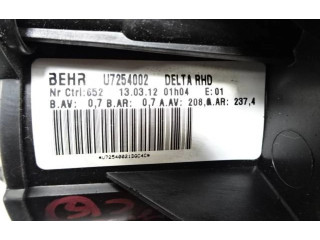 BEHR U7254002 DELTA RHD
Nr Ctrl:652 13.03.12 01h04 E:01
B.AV: 0,7 B.AR: 0,7 A.AV: 208, A.AR: 237,4